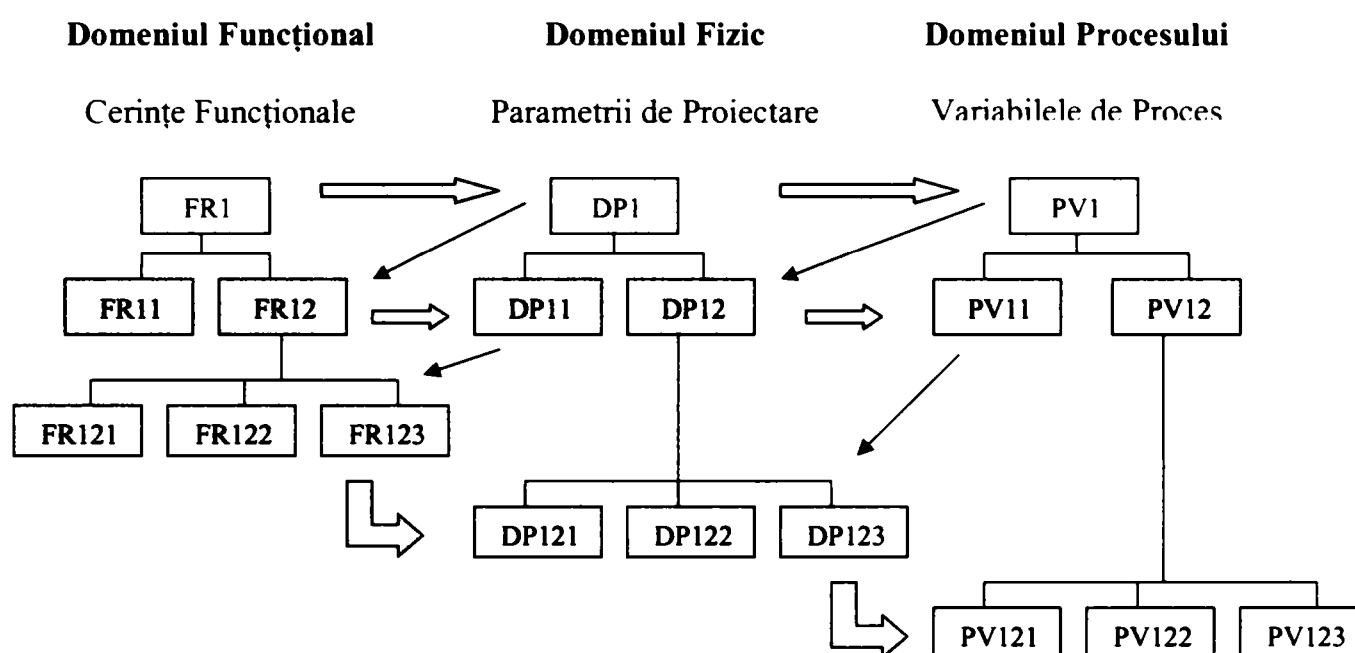 Domeniul Funcțional Domeniul Fizic Domeniul Procesului
Cerințe Funcționale Parametrii de Proiectare Variabilele de Proces
FR1 DP1 PV1
FR11 FR12 DP11 DP12 PV11 PV12
FR121 FR122 FR123
DP121 DP122 DP123
PV121 PV122 PV123